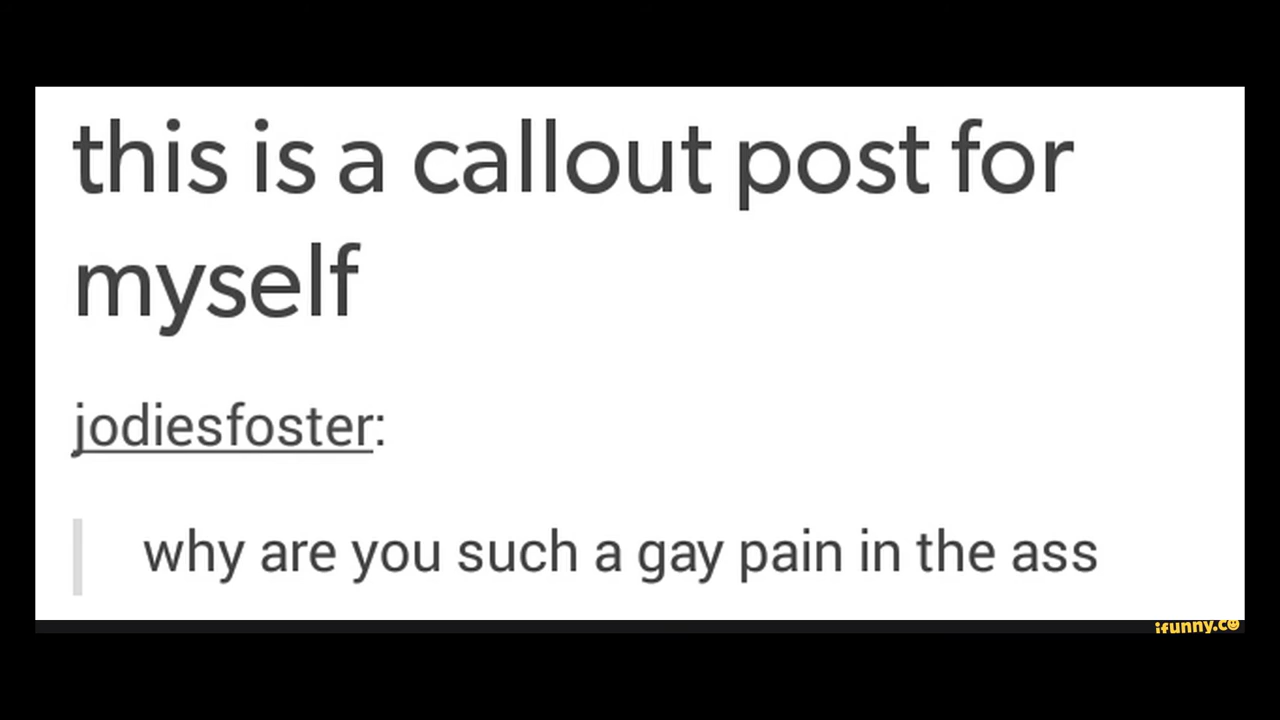 this is a callout post for
myself
jodiesfoster:
why are you such a gay pain in the ass
ifunny.co